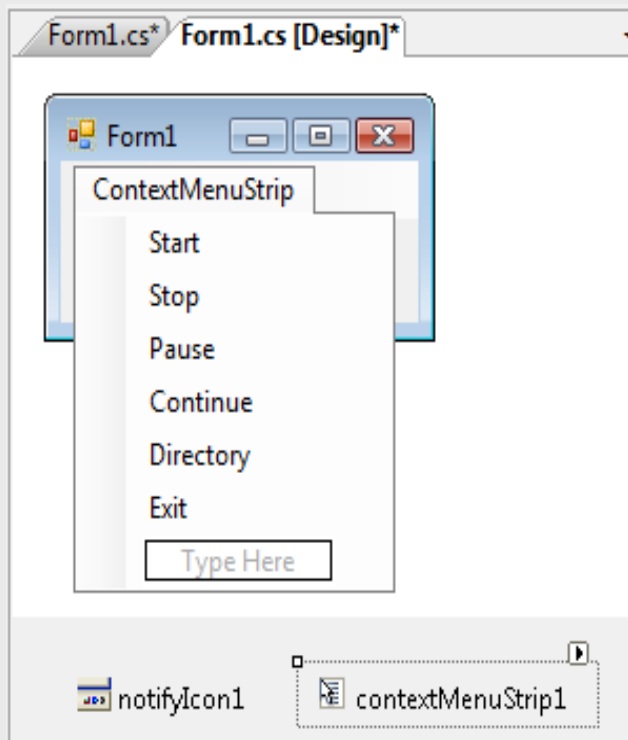 Form1.cs* Form1.cs [Design]*
Form1
ContextMenuStrip
Start
Stop
Pause
Continue
Directory
Exit
Type Here
notifyIcon1 contextMenuStrip1